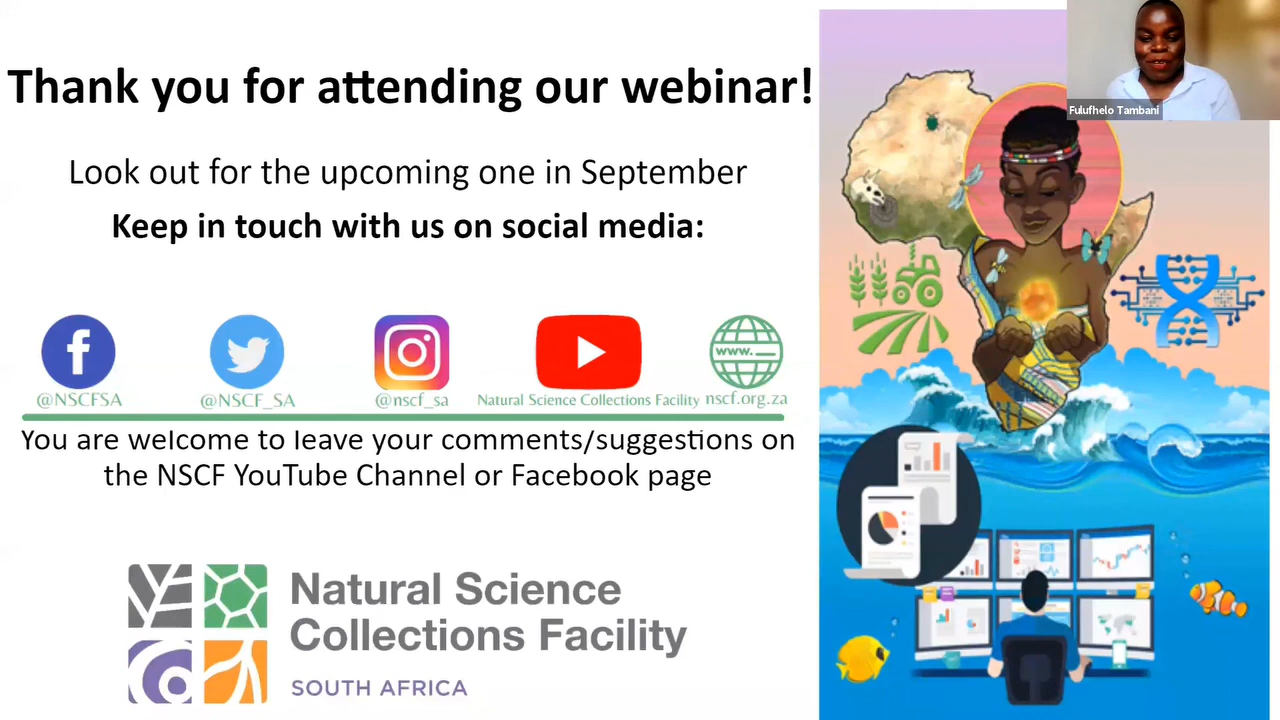 Thank you for attending our webinar!
Look out for the upcoming one in September
Keep in touch with us on social media:
www.
@NSCFSA
@NSCF_SA
@nscf_sa
Natural Science Collections Facility
nscf.org.za
You are welcome to leave your comments/suggestions on
the NSCF YouTube Channel or Facebook page
Natural Science
Collections Facility
SOUTH AFRICA
Fulufhelo Tambani